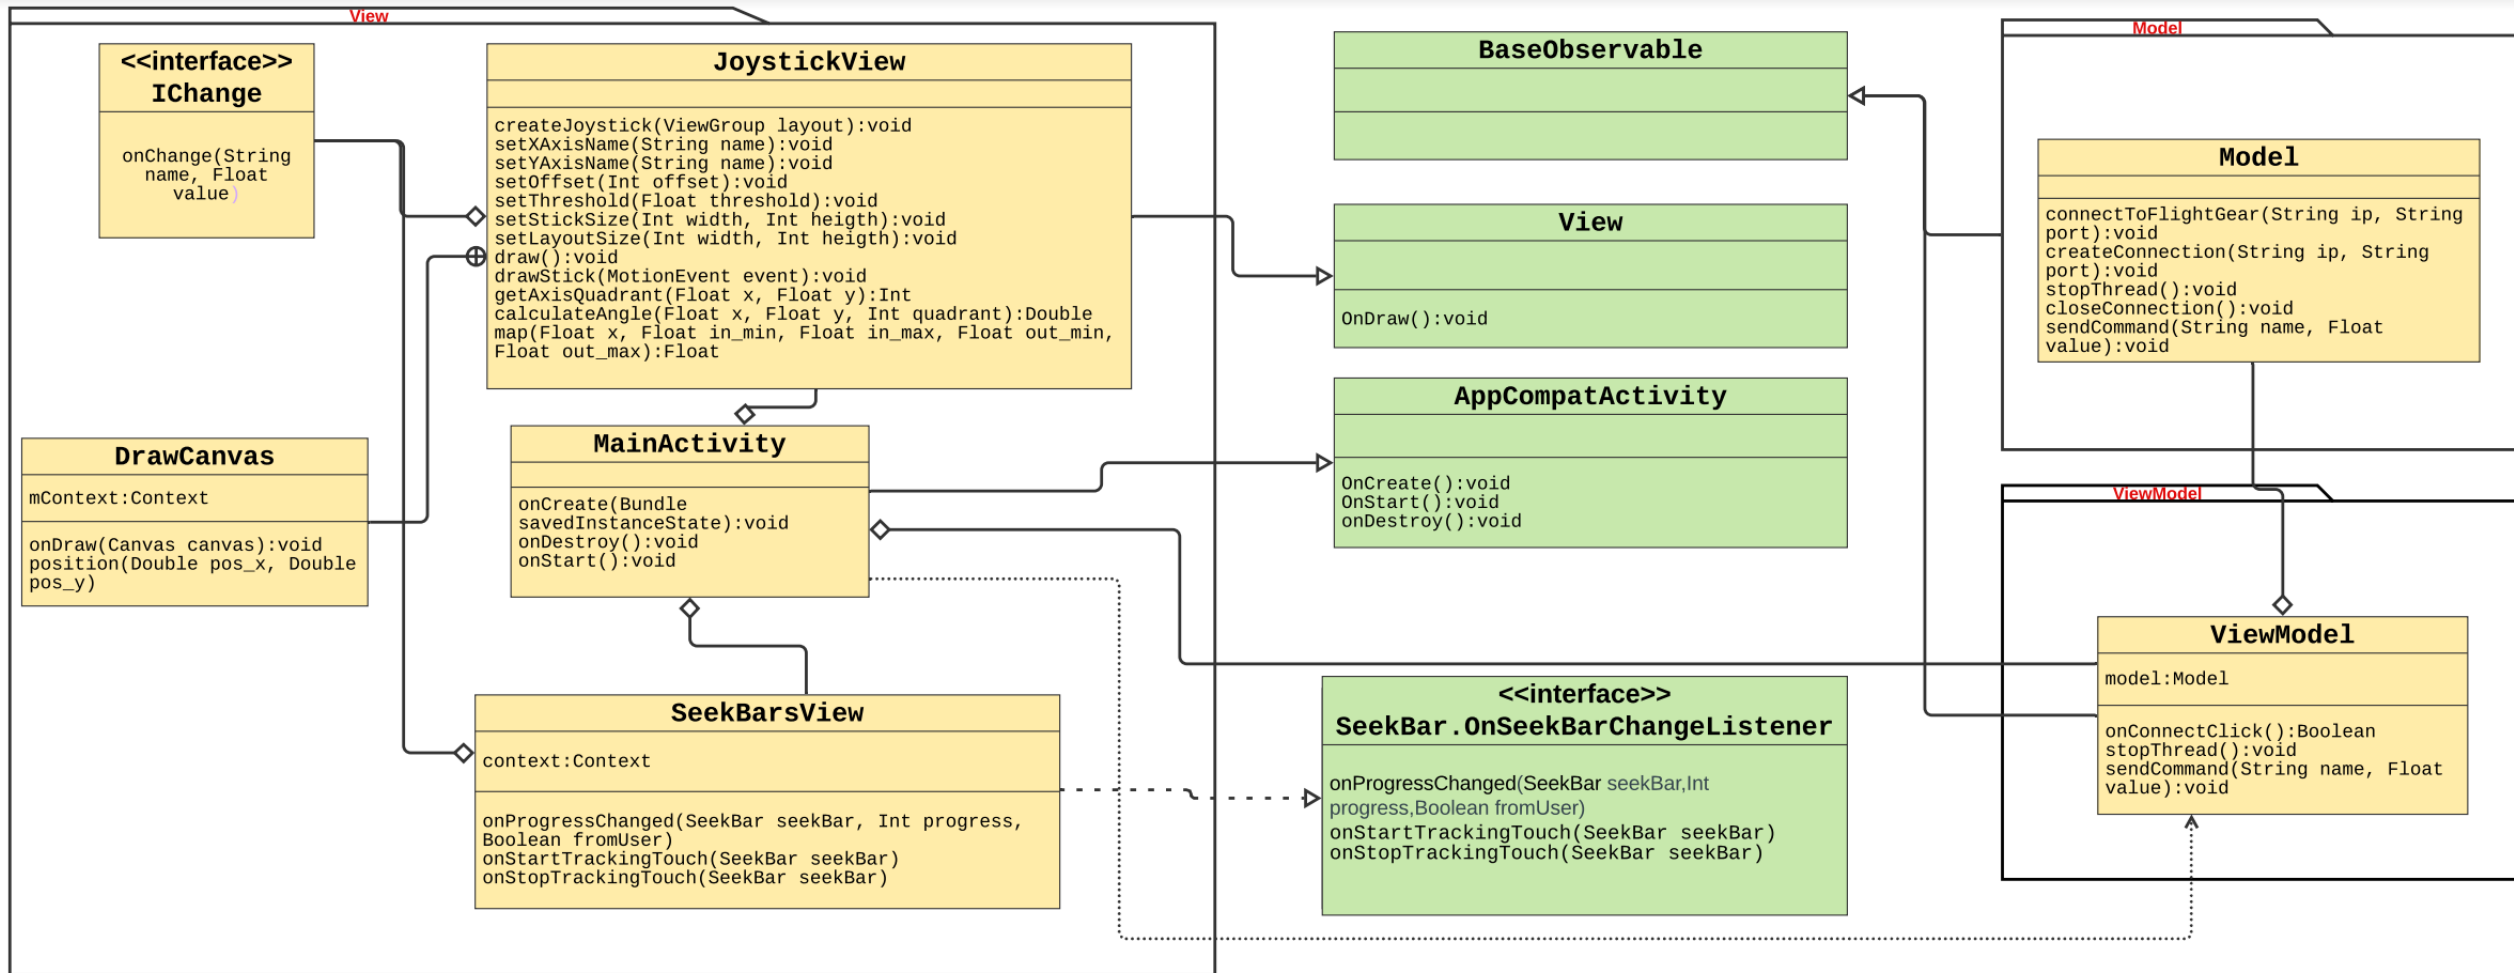 View
<<interface>>
IChange
onChange(String
name, Float
value)
JoystickView
createJoystick(ViewGroup layout):void
setXAxisName(String name):void
setYAxisName(String name):void
setOffset(Int offset):void
setThreshold(Float threshold):void
setStickSize(Int width, Int heigth):void
setLayoutSize(Int width, Int heigth):void
draw():void
drawStick(MotionEvent event):void
getAxisQuadrant(Float x, Float y):Int
calculateAngle(Float x, Float y, Int quadrant):Double
map(Float x, Float in_min, Float in_max, Float out_min,
Float out_max):Float
DrawCanvas
mContext:Context
onDraw(Canvas canvas):void
position(Double pos_x, Double
pos_y)
MainActivity
onCreate(Bundle
savedInstanceState):void
onDestroy():void
onStart():void
SeekBarsView
context:Context
onProgressChanged(SeekBar seekBar, Int progress,
Boolean fromUser)
onStartTrackingTouch(SeekBar seekBar)
onStopTrackingTouch(SeekBar seekBar)
BaseObservable
View
OnDraw():void
AppCompatActivity
OnCreate():void
OnStart():void
onDestroy():void
<<interface>>
SeekBar.OnSeekBarChangeListener
onProgressChanged(SeekBar seekBar,Int
progress,Boolean fromUser)
onStartTrackingTouch(SeekBar seekBar)
onStopTrackingTouch(SeekBar seekBar)
Model
Model
connectToFlightGear(String ip, String
port):void
createConnection(String ip, String
port):void
stopThread():void
closeConnection():void
sendCommand(String name, Float
value):void
ViewModel
ViewModel
model:Model
onConnectClick():Boolean
stopThread():void
sendCommand(String name, Float
value):void